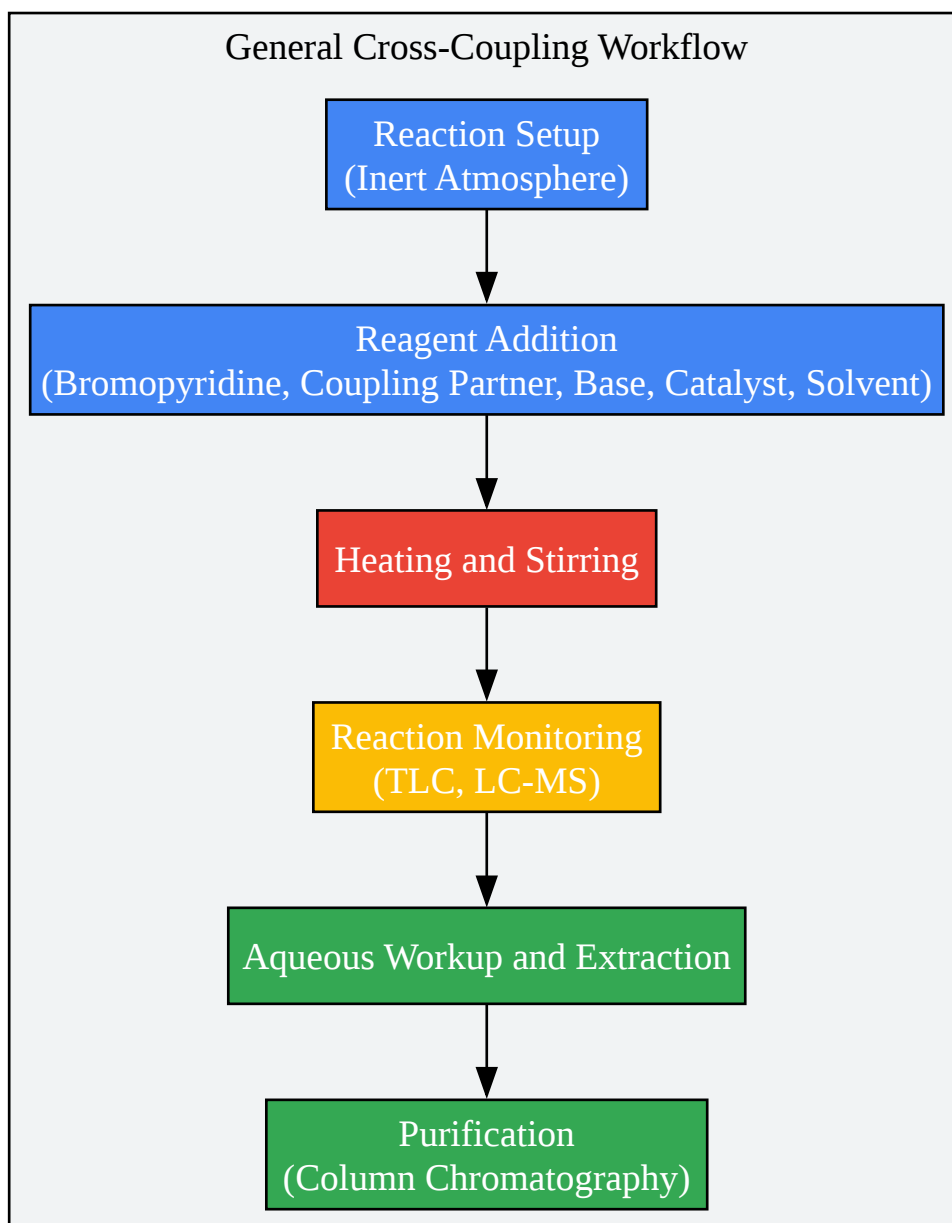 General Cross-Coupling Workflow
Reaction Setup
(Inert Atmosphere)
Reagent Addition
(Bromopyridine, Coupling Partner, Base, Catalyst, Solvent)
Heating and Stirring
Reaction Monitoring
(TLC, LC-MS)
Aqueous Workup and Extraction
Purification
(Column Chromatography)